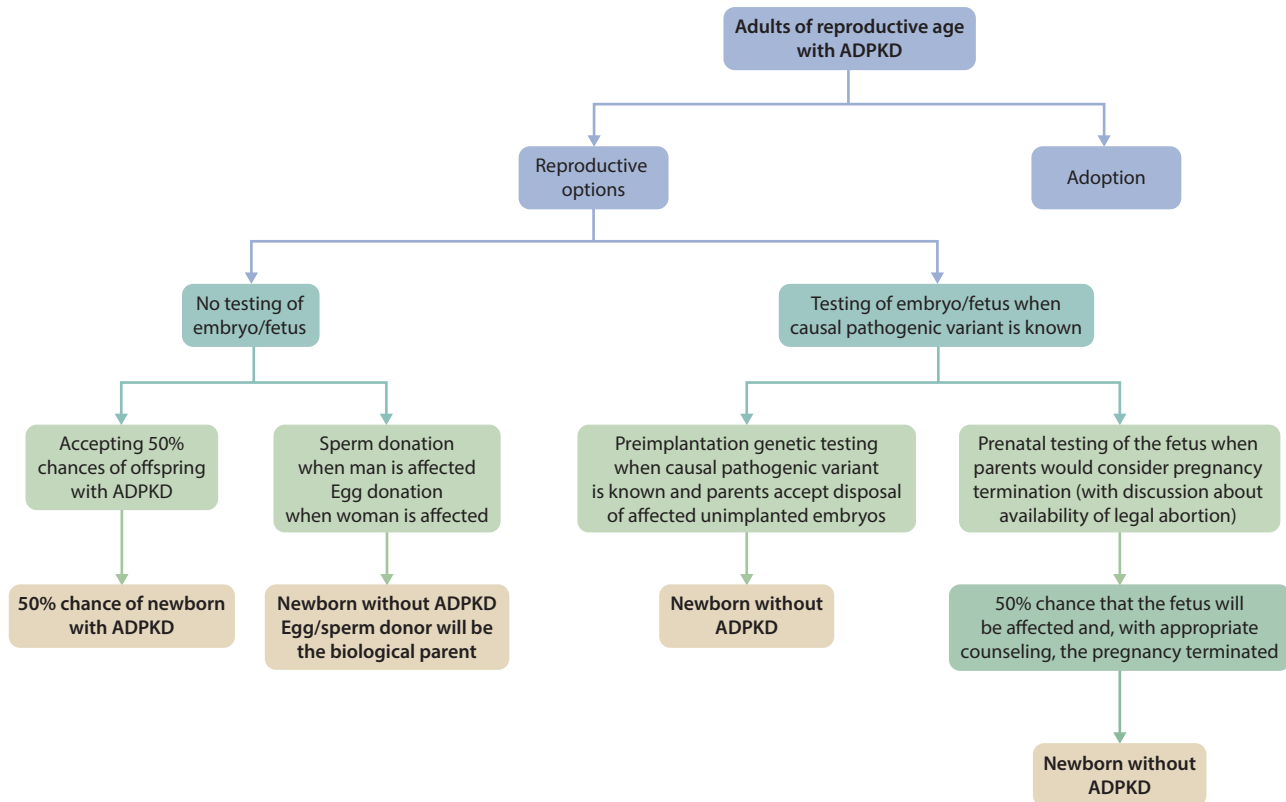 Adults of reproductive age
with ADPKD
Reproductive
options
Adoption
No testing of
embryo/fetus
Testing of embryo/fetus when
causal pathogenic variant is known
Accepting 50%
chances of offspring
with ADPKD
Sperm donation
when man is affected
Egg donation
when woman is affected
Preimplantation genetic testing
when causal pathogenic variant
is known and parents accept disposal
of affected unimplanted embryos
Prenatal testing of the fetus when
parents would consider pregnancy
termination (with discussion about
availability of legal abortion)
50% chance of newborn
with ADPKD
Newborn without ADPKD
Egg/sperm donor will be
the biological parent
Newborn without
ADPKD
50% chance that the fetus will
be affected and, with appropriate
counseling, the pregnancy terminated
Newborn without
ADPKD